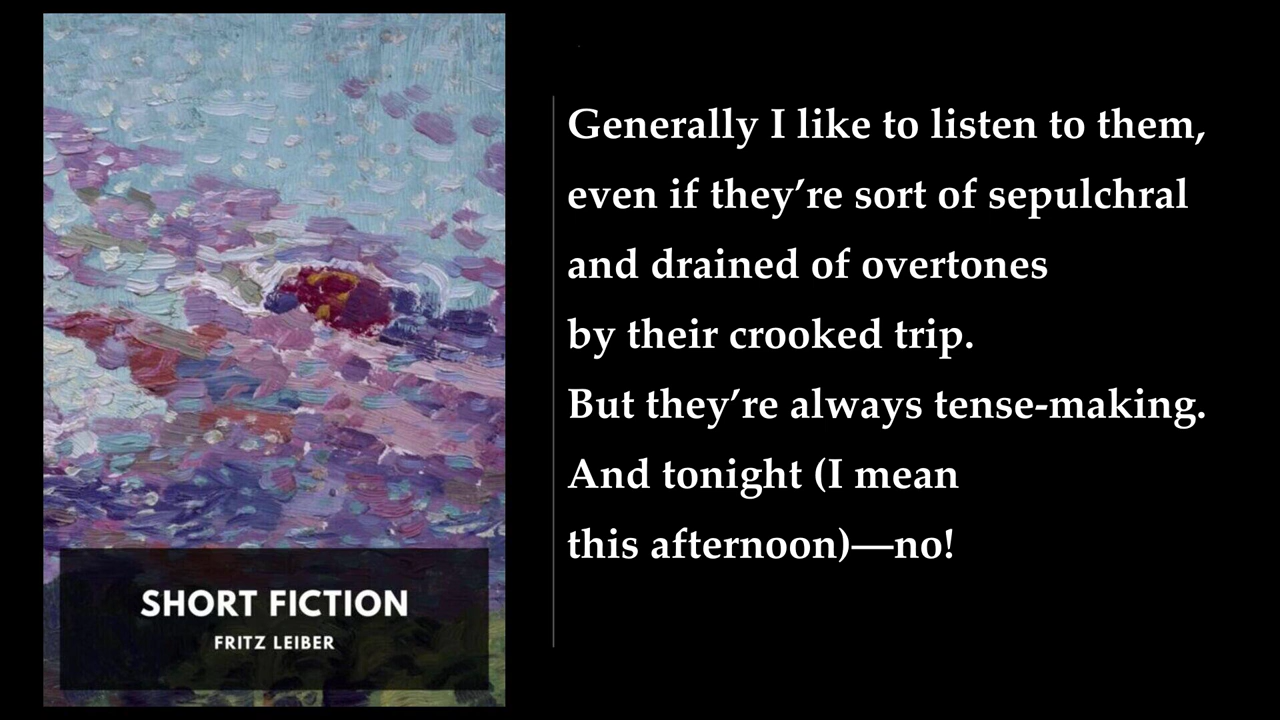 SHORT FICTION
FRITZ LEIBER
Generally I like to listen to them,
even if they’re sort of sepulchral
and drained of overtones
by their crooked trip.
But they’re always tense-making.
And tonight (I mean
this afternoon)—no!